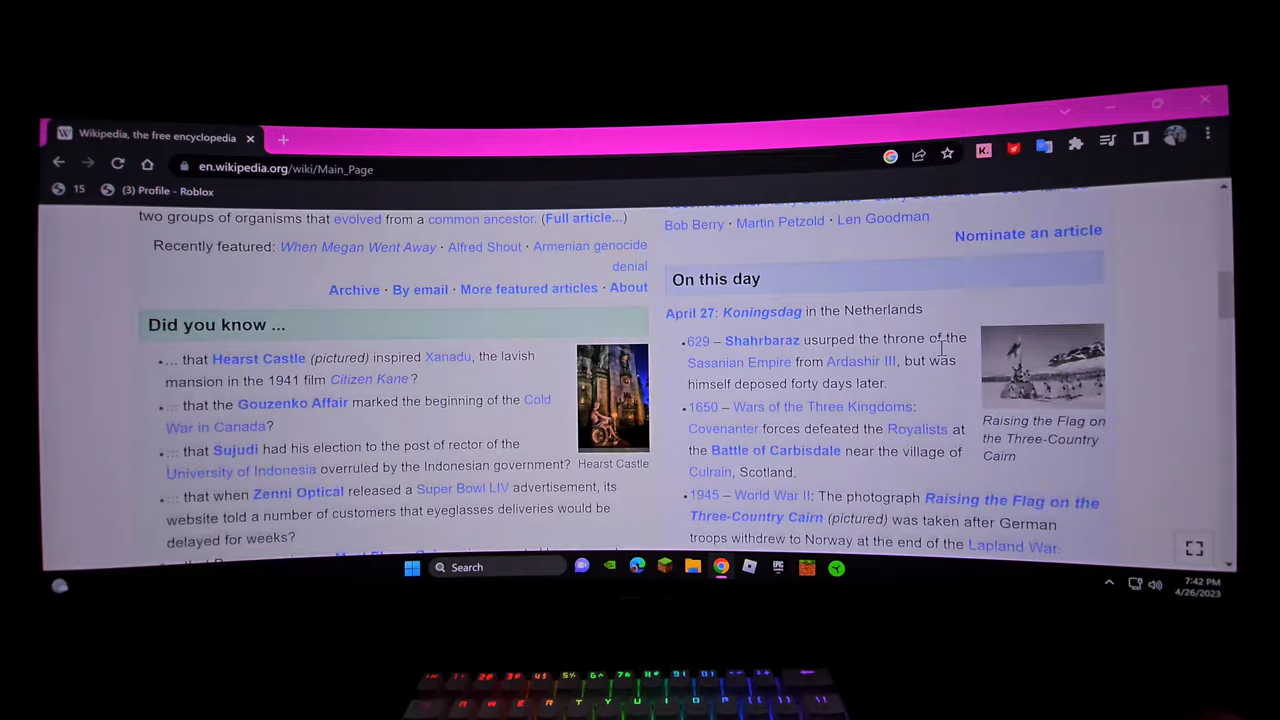 Wikipedia, the free encyclopedia
en.wikipedia.org/wiki/Main_Page
15
(3) Profile - Roblox
two groups of organisms that evolved from a common ancestor. (Full article...)
Recently featured: When Megan Went Away · Alfred Shout · Armenian genocide
denial
Archive · By email · More featured articles · About
Did you know ...
... that Hearst Castle (pictured) inspired Xanadu, the lavish
mansion in the 1941 film Citizen Kane?
... that the Gouzenko Affair marked the beginning of the Cold
War in Canada?
... that Sujudi had his election to the post of rector of the
University of Indonesia overruled by the Indonesian government?
... that when Zenni Optical released a Super Bowl LIV advertisement, its
website told a number of customers that eyeglasses deliveries would be
delayed for weeks?
Hearst Castle
Bob Berry · Martin Petzold · Len Goodman
Nominate an article
On this day
April 27: Koningsdag in the Netherlands
629 – Shahrbaraz usurped the throne of the
Sasanian Empire from Ardashir III, but was
himself deposed forty days later.
1650 – Wars of the Three Kingdoms:
Covenanter forces defeated the Royalists at
the Battle of Carbisdale near the village of
Culrain, Scotland.
1945 – World War II: The photograph Raising the Flag on the
Three-Country Cairn (pictured) was taken after German
troops withdrew to Norway at the end of the Lapland War.
Raising the Flag on
the Three-Country
Cairn
Search
EPIC
7:42 PM
4/26/2023
W E R T Y U I O P